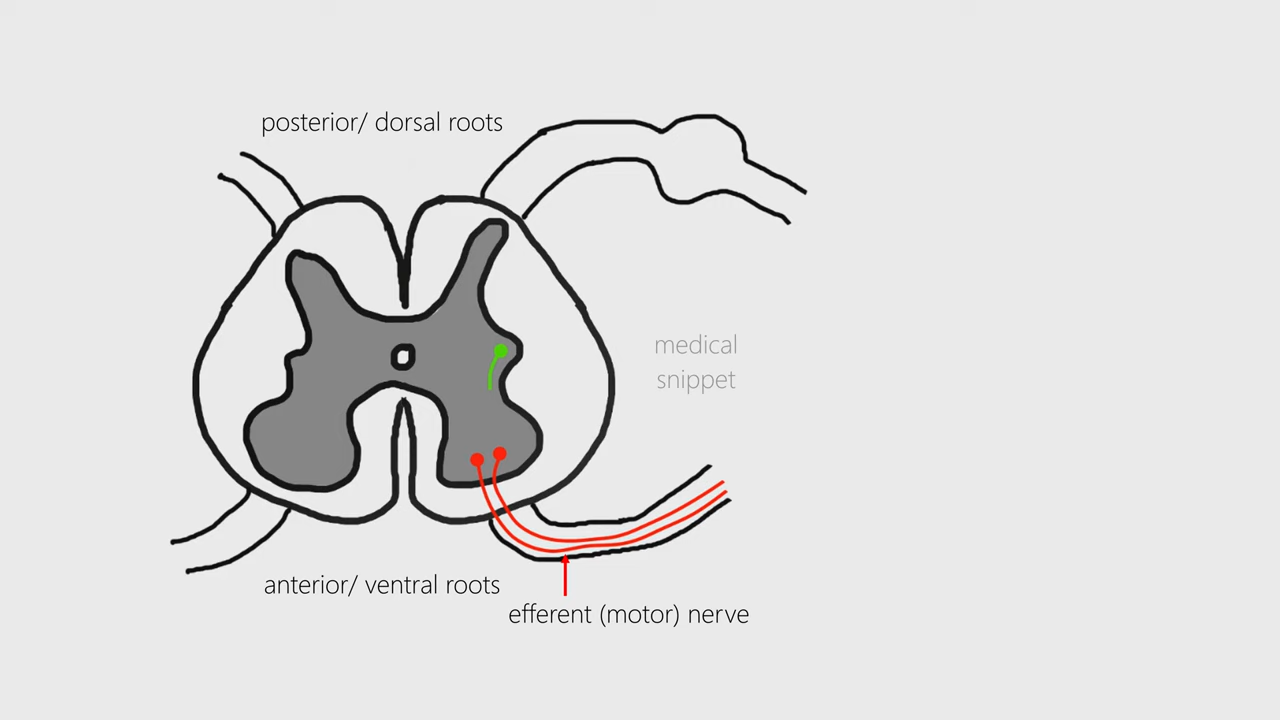 posterior/ dorsal roots
medical
snippet
anterior/ ventral roots
efferent (motor) nerve